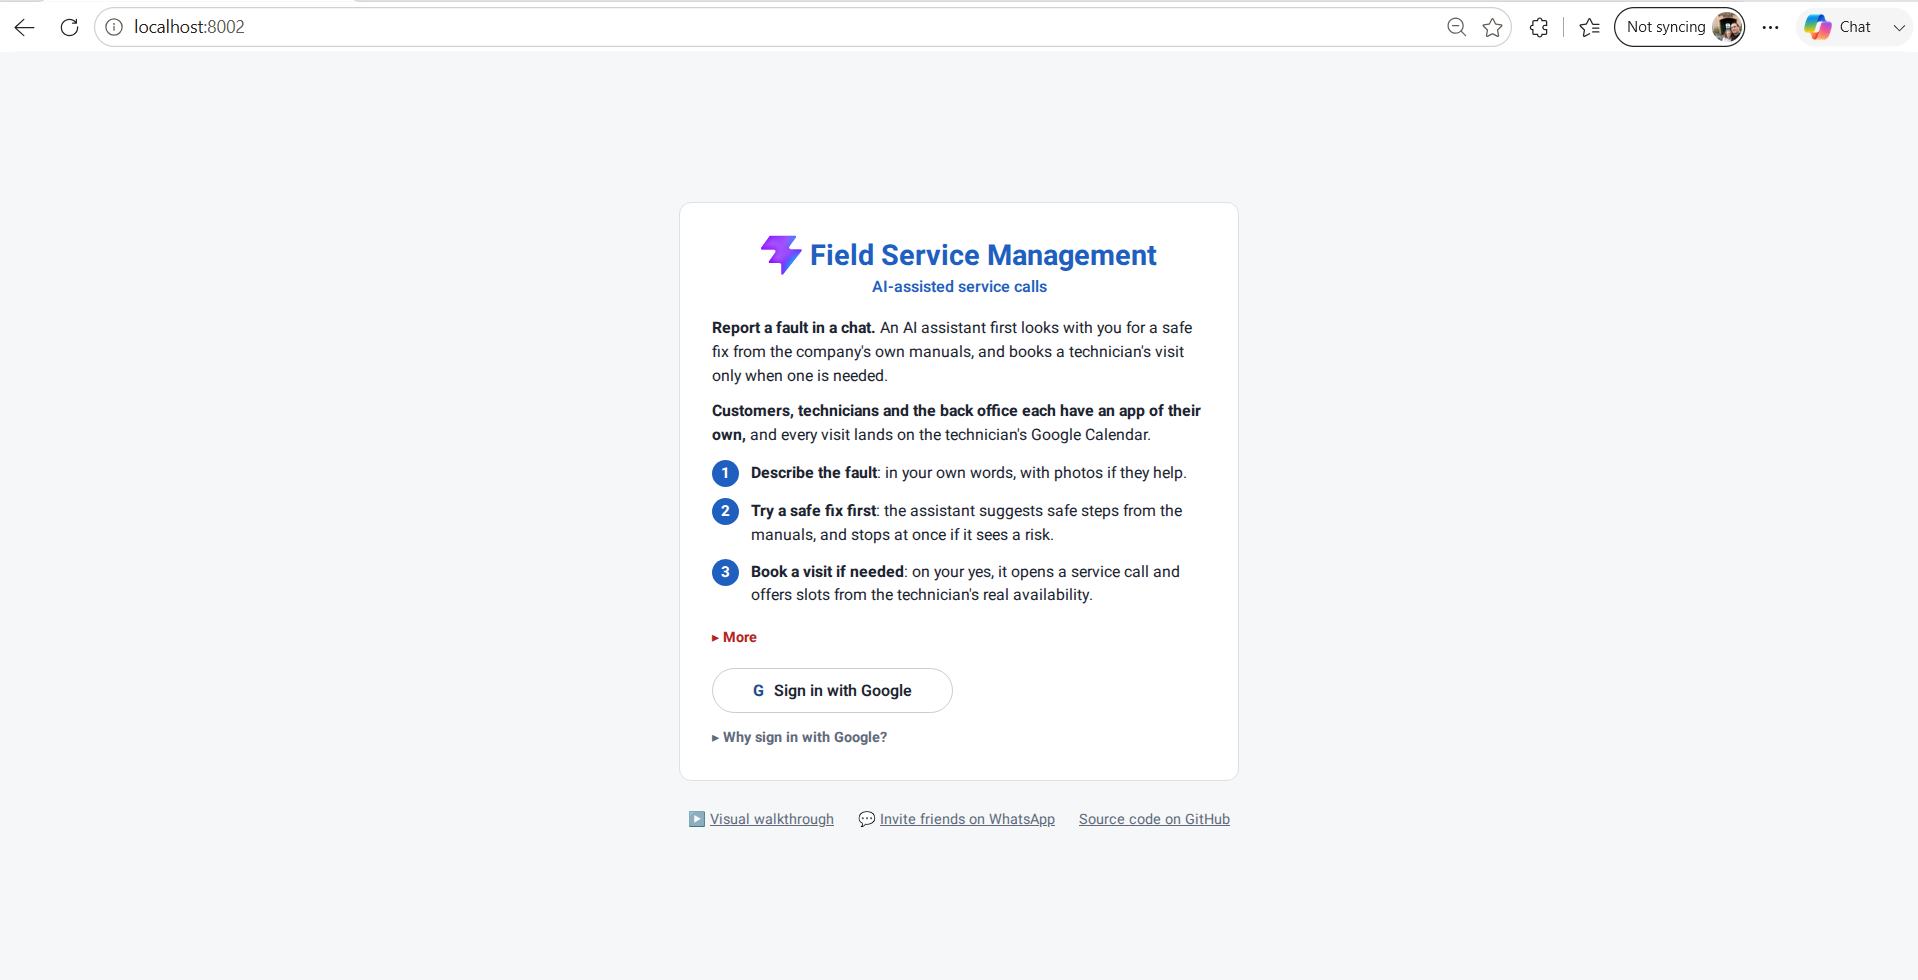 localhost:8002
Not syncing
Chat
Field Service Management
AI-assisted service calls
Report a fault in a chat. An AI assistant first looks with you for a safe
fix from the company's own manuals, and books a technician's visit
only when one is needed.
Customers, technicians and the back office each have an app of their
own, and every visit lands on the technician's Google Calendar.
1 Describe the fault: in your own words, with photos if they help.
2 Try a safe fix first: the assistant suggests safe steps from the
manuals, and stops at once if it sees a risk.
3 Book a visit if needed: on your yes, it opens a service call and
offers slots from the technician's real availability.
▸ More
G Sign in with Google
▸ Why sign in with Google?
Visual walkthrough
Invite friends on WhatsApp
Source code on GitHub